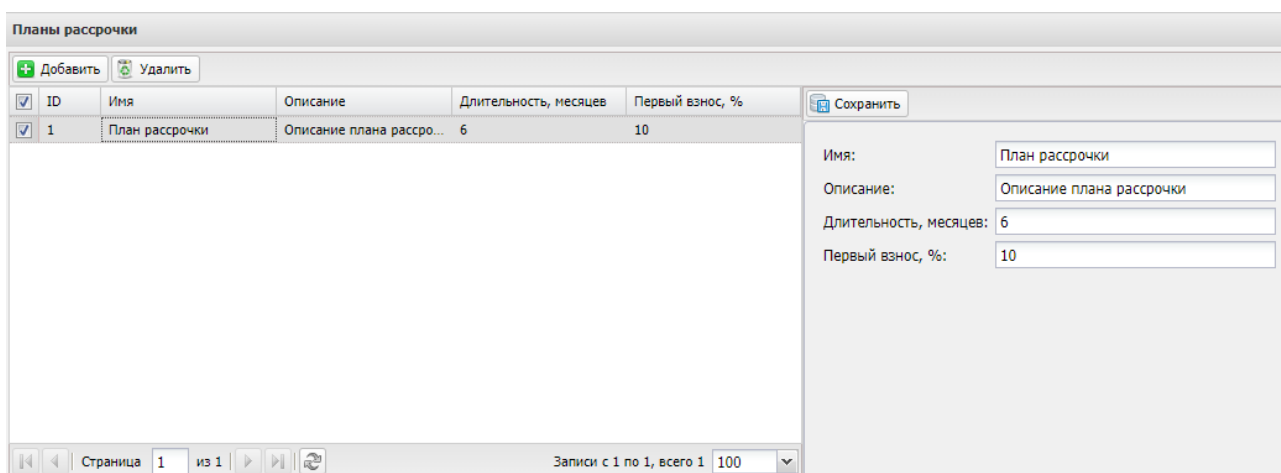 Планы рассрочки
Добавить Удалить
ID Имя Описание Длительность, месяцев Первый взнос, %
1 План рассрочки Описание плана рассро... 6 10
Сохранить
Имя: План рассрочки
Описание: Описание плана рассрочки
Длительность, месяцев: 6
Первый взнос, %: 10
Страница 1 из 1 Записи с 1 по 1, всего 1 100